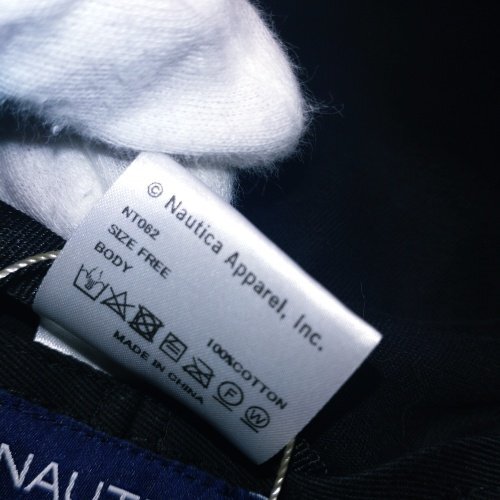 © Nautica Apparel, Inc.
NT062
SIZE FREE
BODY 100%COTTON
MADE IN CHINA
F W
NAUT